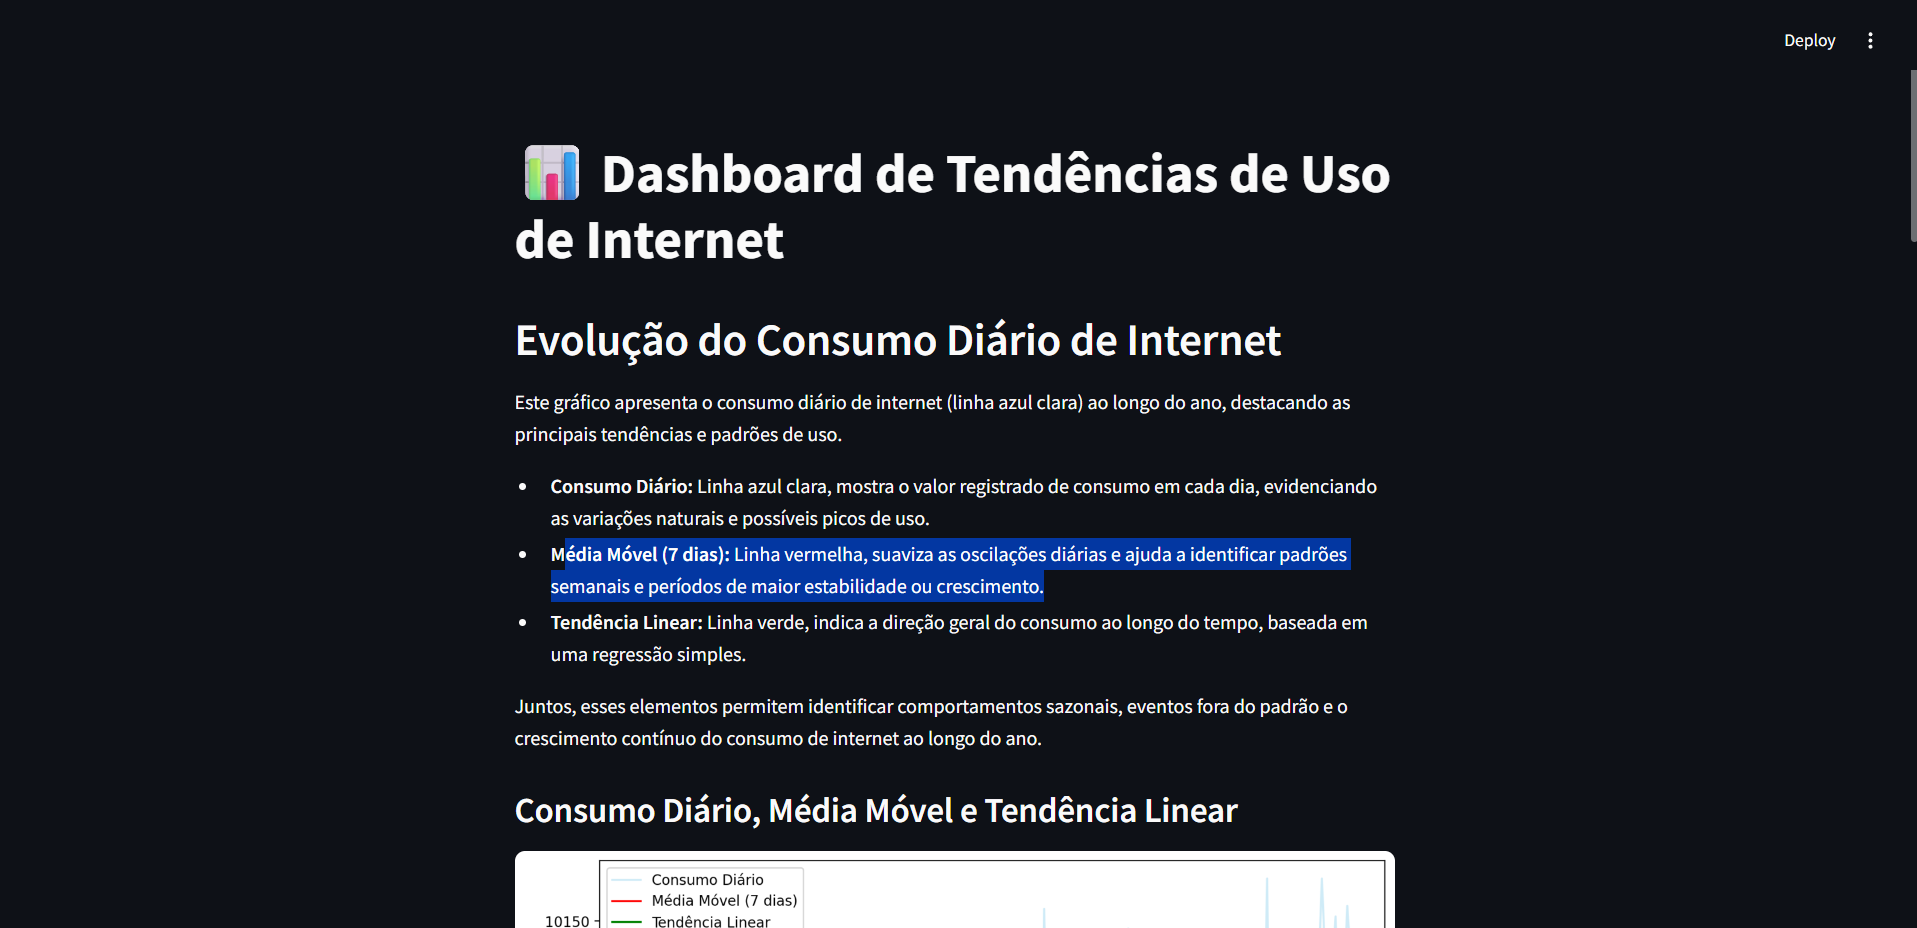 Deploy
Dashboard de Tendências de Uso
de Internet
Evolução do Consumo Diário de Internet
Este gráfico apresenta o consumo diário de internet (linha azul clara) ao longo do ano, destacando as
principais tendências e padrões de uso.
Consumo Diário: Linha azul clara, mostra o valor registrado de consumo em cada dia, evidenciando
as variações naturais e possíveis picos de uso.
Média Móvel (7 dias): Linha vermelha, suaviza as oscilações diárias e ajuda a identificar padrões
semanais e períodos de maior estabilidade ou crescimento.
Tendência Linear: Linha verde, indica a direção geral do consumo ao longo do tempo, baseada em
uma regressão simples.
Juntos, esses elementos permitem identificar comportamentos sazonais, eventos fora do padrão e o
crescimento contínuo do consumo de internet ao longo do ano.
Consumo Diário, Média Móvel e Tendência Linear
Consumo Diário
Média Móvel (7 dias)
10150
Tendência Linear